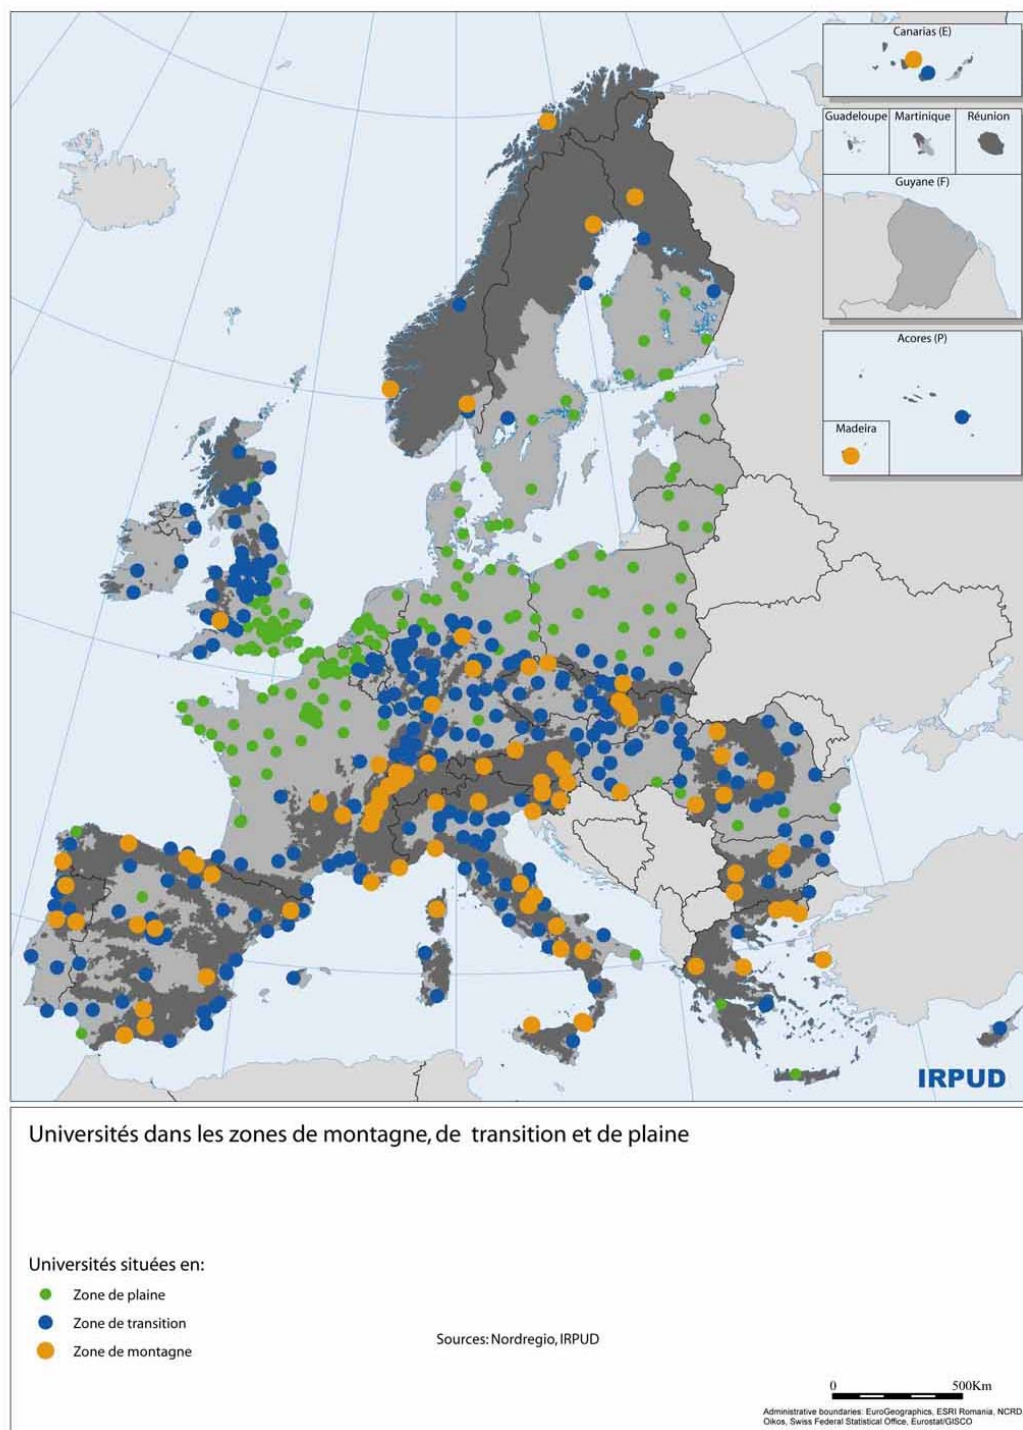 Canarias (E)
Guadeloupe
Martinique
Réunion
Guyane (F)
Acores (P)
Madeira
IRPUD
Universités dans les zones de montagne, de transition et de plaine
Universités situées en:
Zone de plaine
Zone de transition
Zone de montagne
Sources: Nordregio, IRPUD
0 500Km
Administrative boundaries: EuroGeographics, ESRI Romania, NCRD
Oikos, Swiss Federal Statistical Office, Eurostat/GISCO